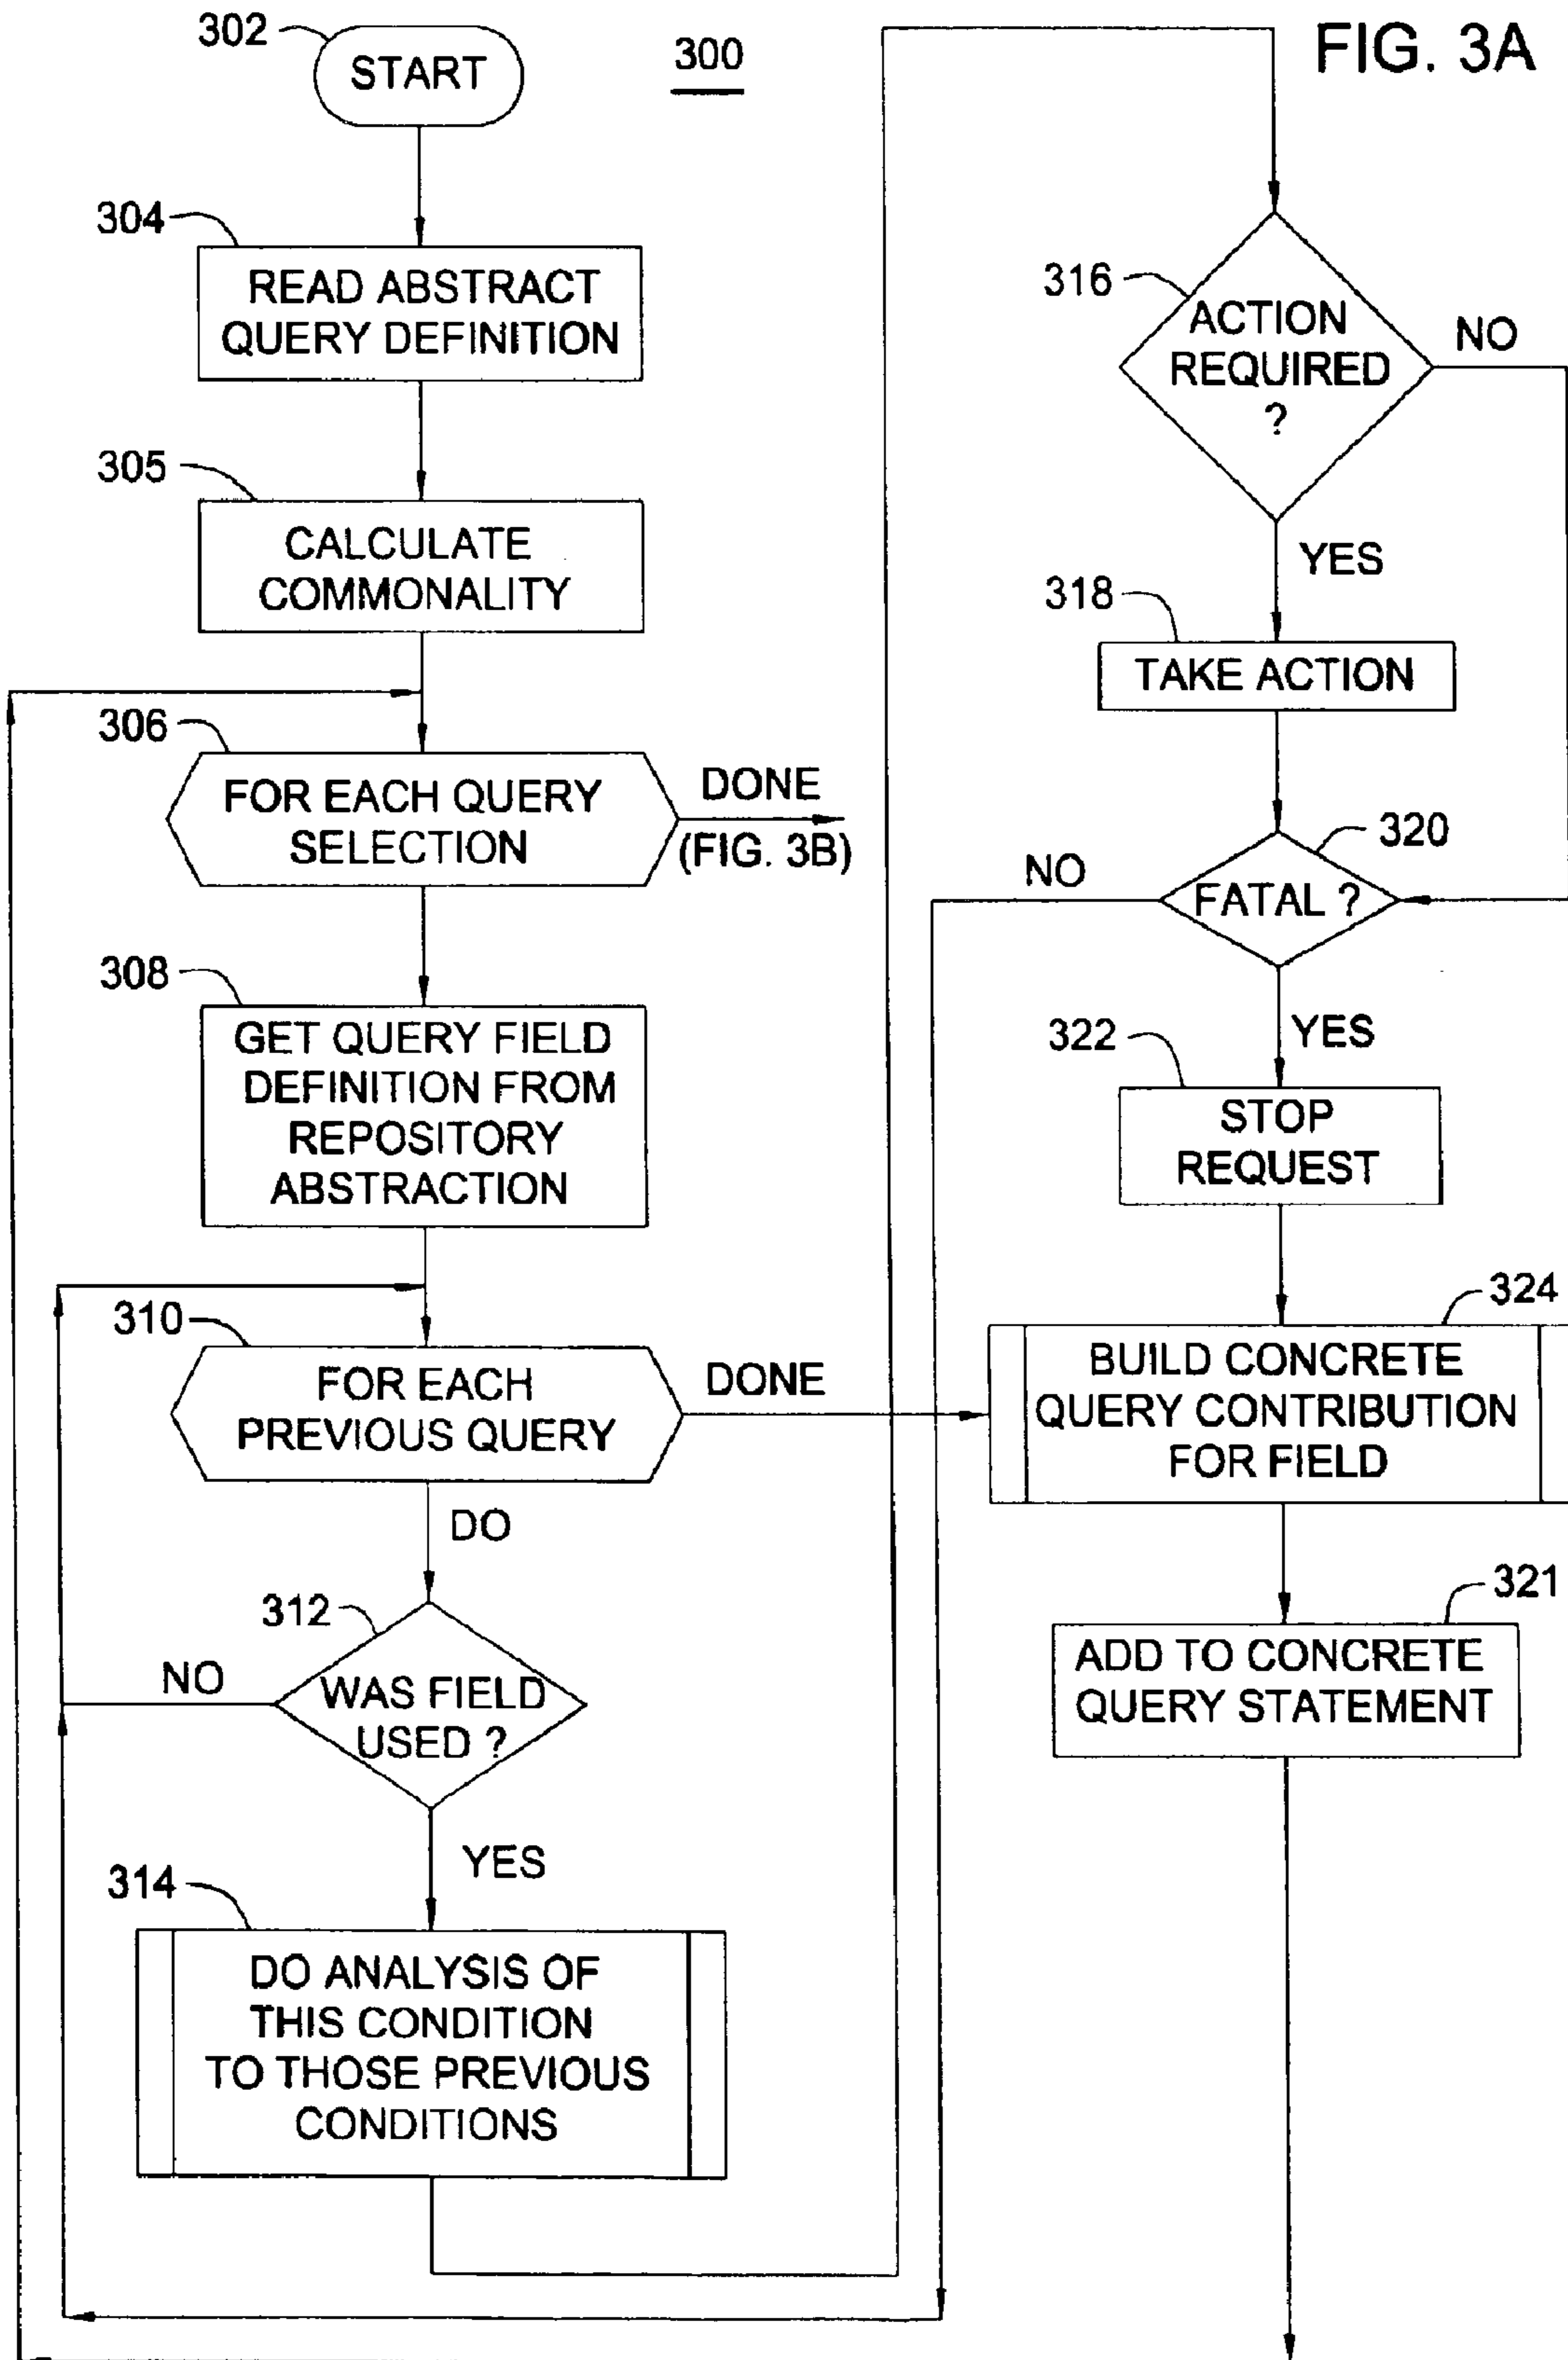 FIG. 3A
300
302
START
304
READ ABSTRACT
QUERY DEFINITION
305
CALCULATE
COMMONALITY
306
FOR EACH QUERY
SELECTION
DONE
(FIG. 3B)
308
GET QUERY FIELD
DEFINITION FROM
REPOSITORY
ABSTRACTION
310
FOR EACH
PREVIOUS QUERY
DONE
DO
312
WAS FIELD
USED ?
NO
YES
314
DO ANALYSIS OF
THIS CONDITION
TO THOSE PREVIOUS
CONDITIONS
316
ACTION
REQUIRED
?
NO
YES
318
TAKE ACTION
320
FATAL ?
NO
YES
322
STOP
REQUEST
324
BUILD CONCRETE
QUERY CONTRIBUTION
FOR FIELD
321
ADD TO CONCRETE
QUERY STATEMENT